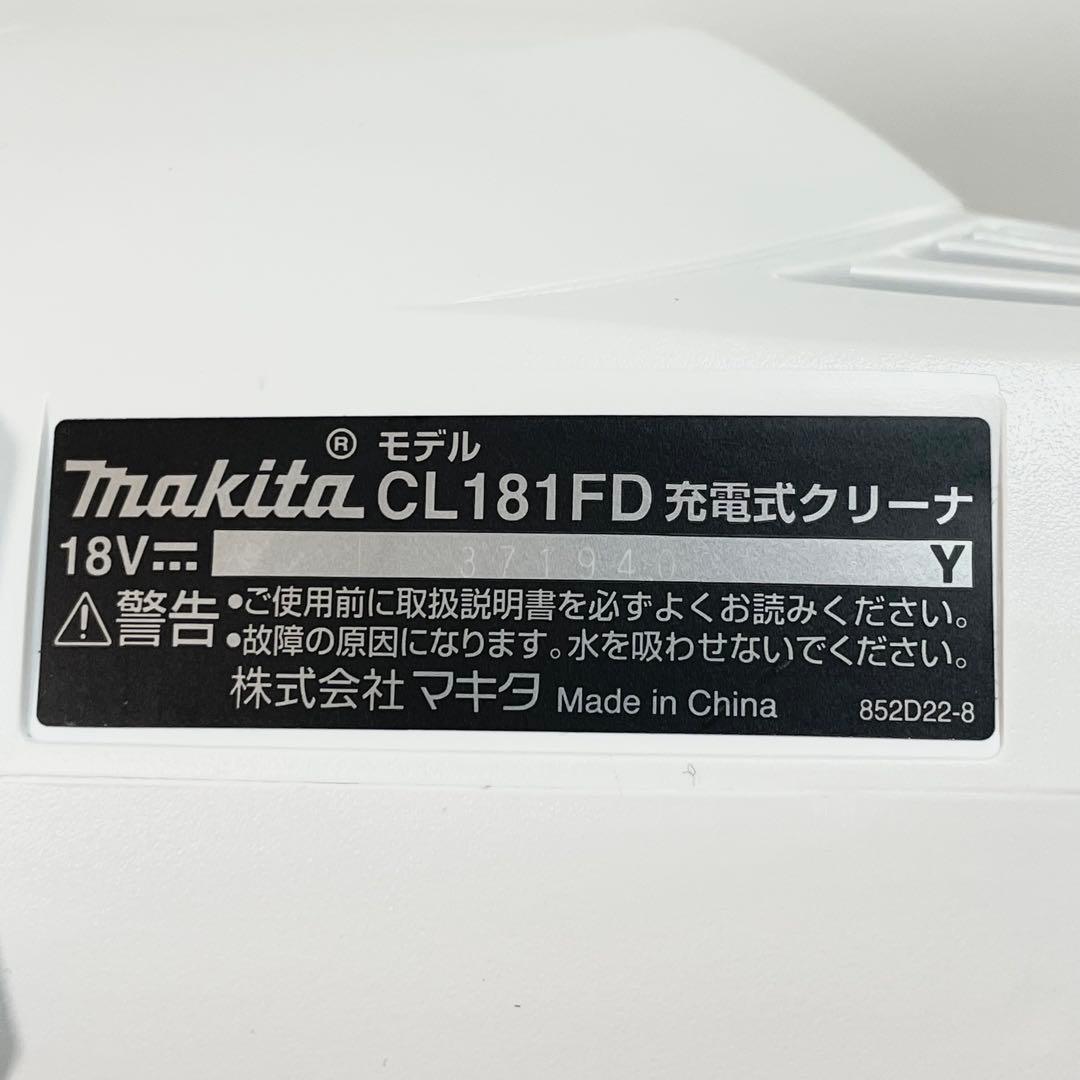 ® モデル
makita CL181FD 充電式クリーナ
18V 371940 Y
警告 •ご使用前に取扱説明書を必ずよくお読みください。
•故障の原因になります。水を吸わせないでください。
株式会社マキタ Made in China 852D22-8